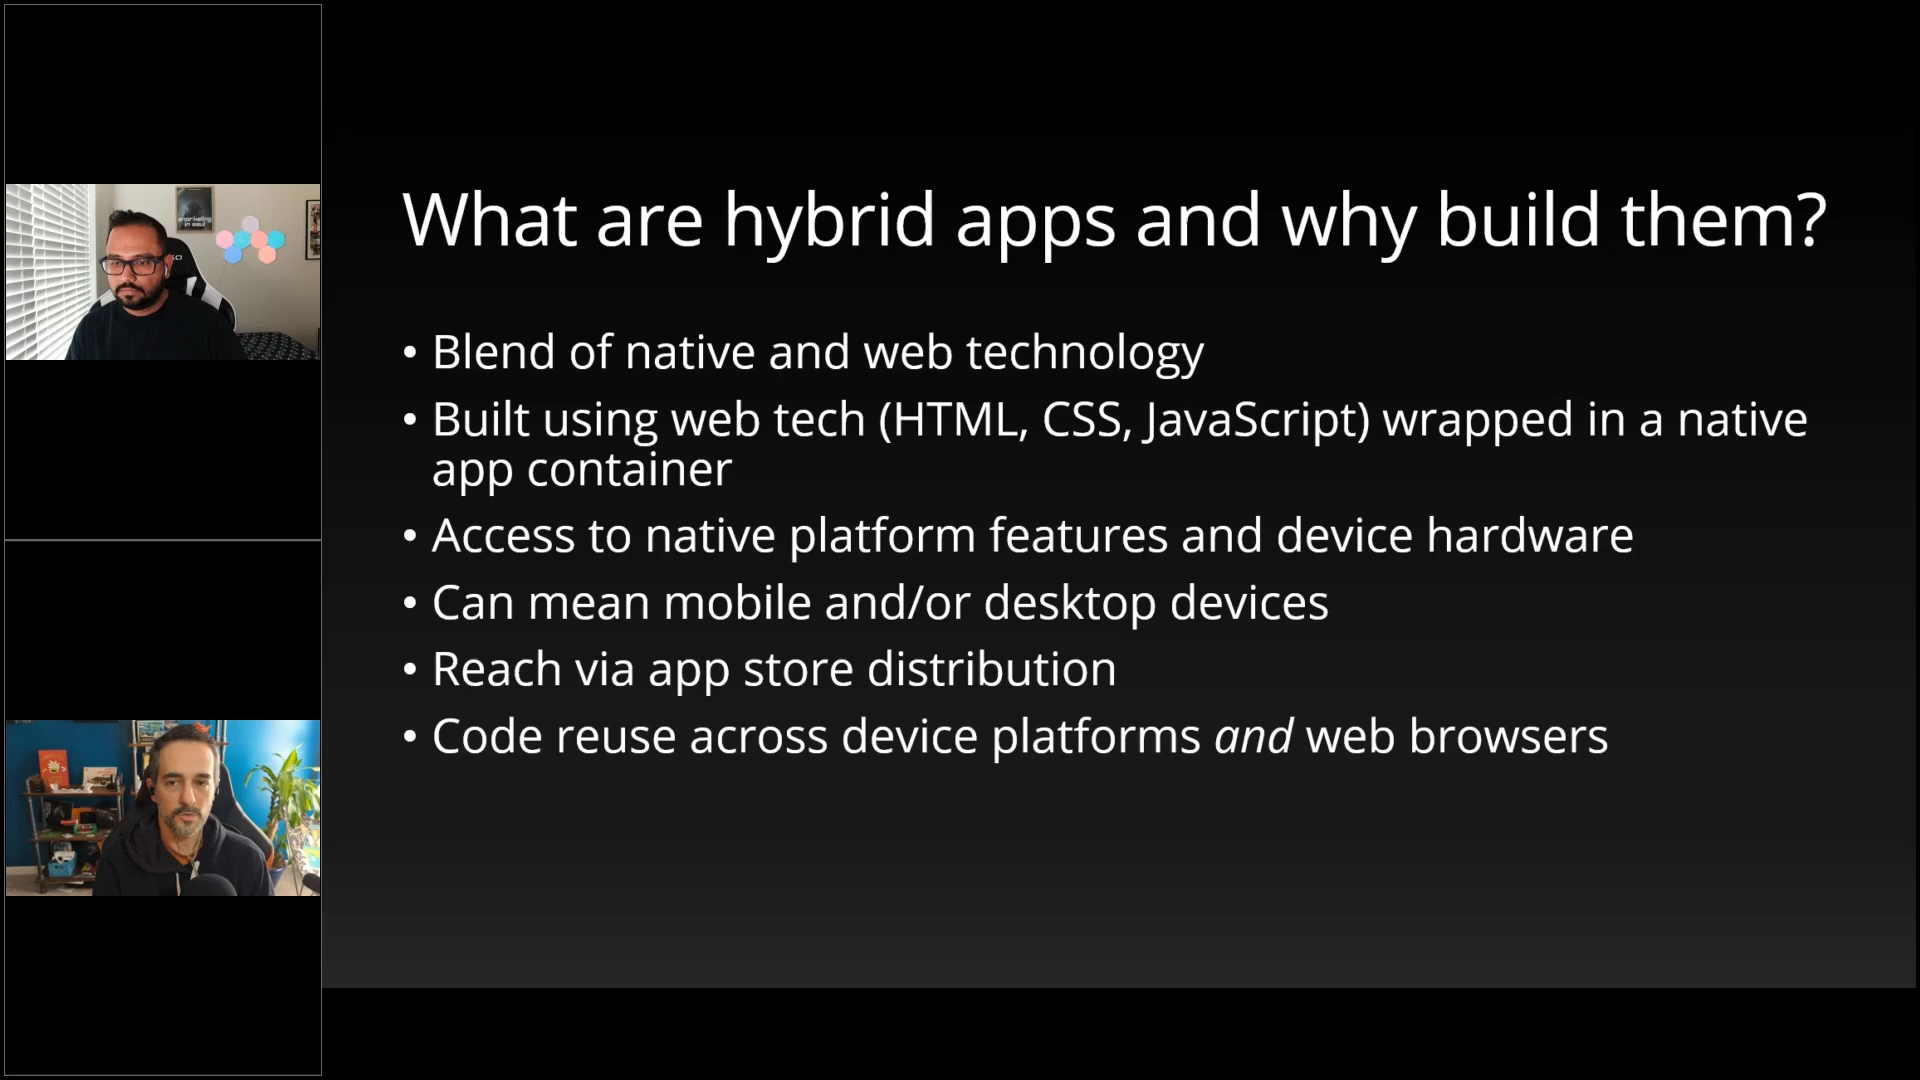 What are hybrid apps and why build them?
• Blend of native and web technology
• Built using web tech (HTML, CSS, JavaScript) wrapped in a native
app container
• Access to native platform features and device hardware
• Can mean mobile and/or desktop devices
• Reach via app store distribution
• Code reuse across device platforms and web browsers